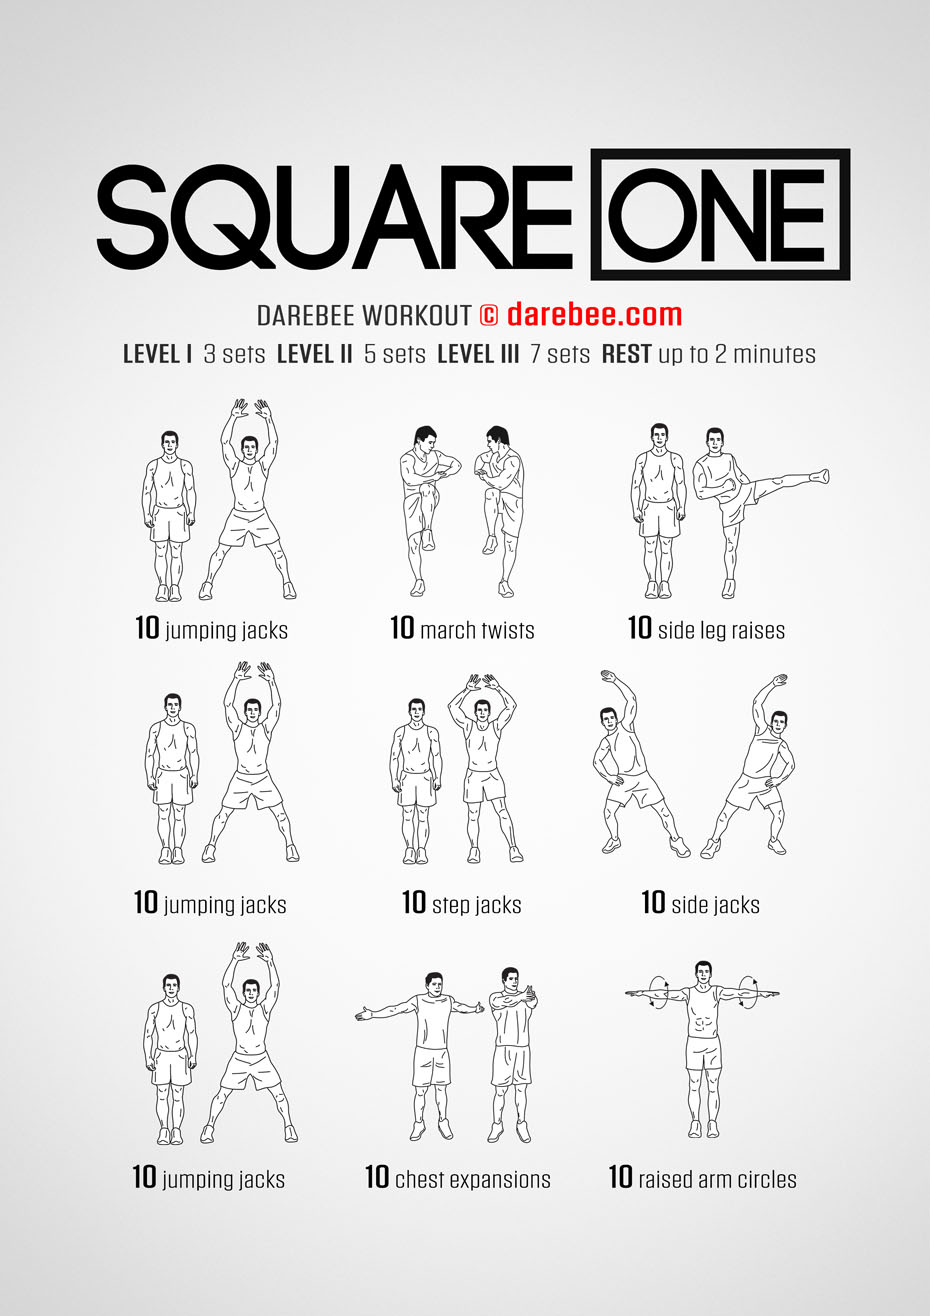 SQUARE ONE
DAREBEE WORKOUT © darebee.com
LEVEL I 3 sets LEVEL II 5 sets LEVEL III 7 sets REST up to 2 minutes
10 jumping jacks
10 march twists
10 side leg raises
10 jumping jacks
10 step jacks
10 side jacks
10 jumping jacks
10 chest expansions
10 raised arm circles